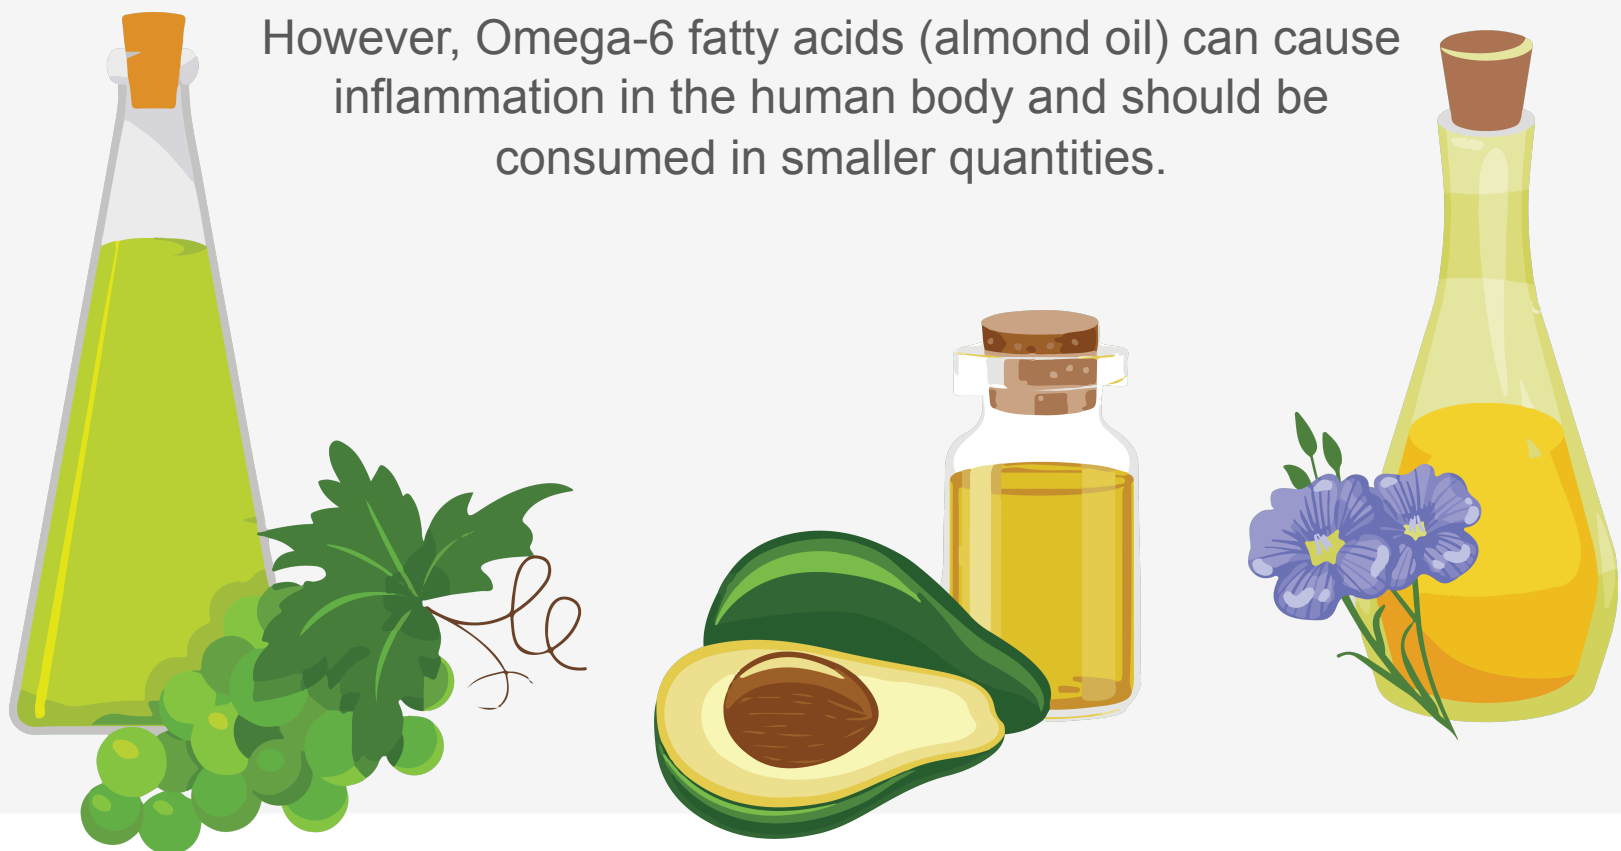 However, Omega-6 fatty acids (almond oil) can cause
inflammation in the human body and should be
consumed in smaller quantities.